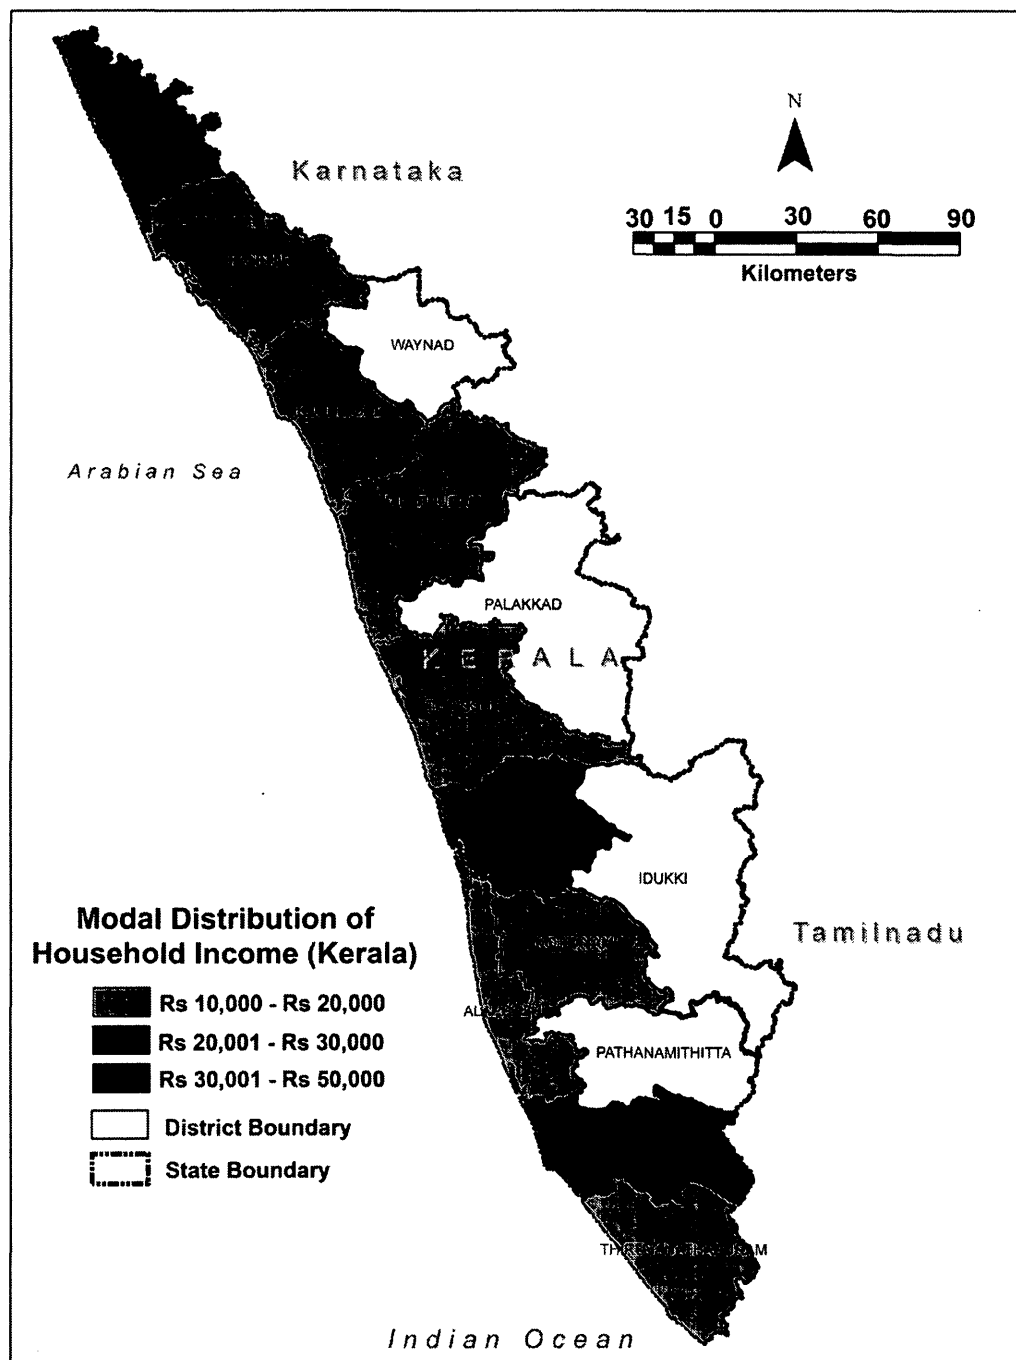 N
Karnataka
30 15 0 30 60 90
Kilometers
WAYNAD
Arabian Sea
PALAKKAD
KERALA
IDUKKI
Tamilnadu
Modal Distribution of
Household Income (Kerala)
Rs 10,000 - Rs 20,000
Rs 20,001 - Rs 30,000
Rs 30,001 - Rs 50,000
District Boundary
State Boundary
PATHANAMITHITTA
Indian Ocean